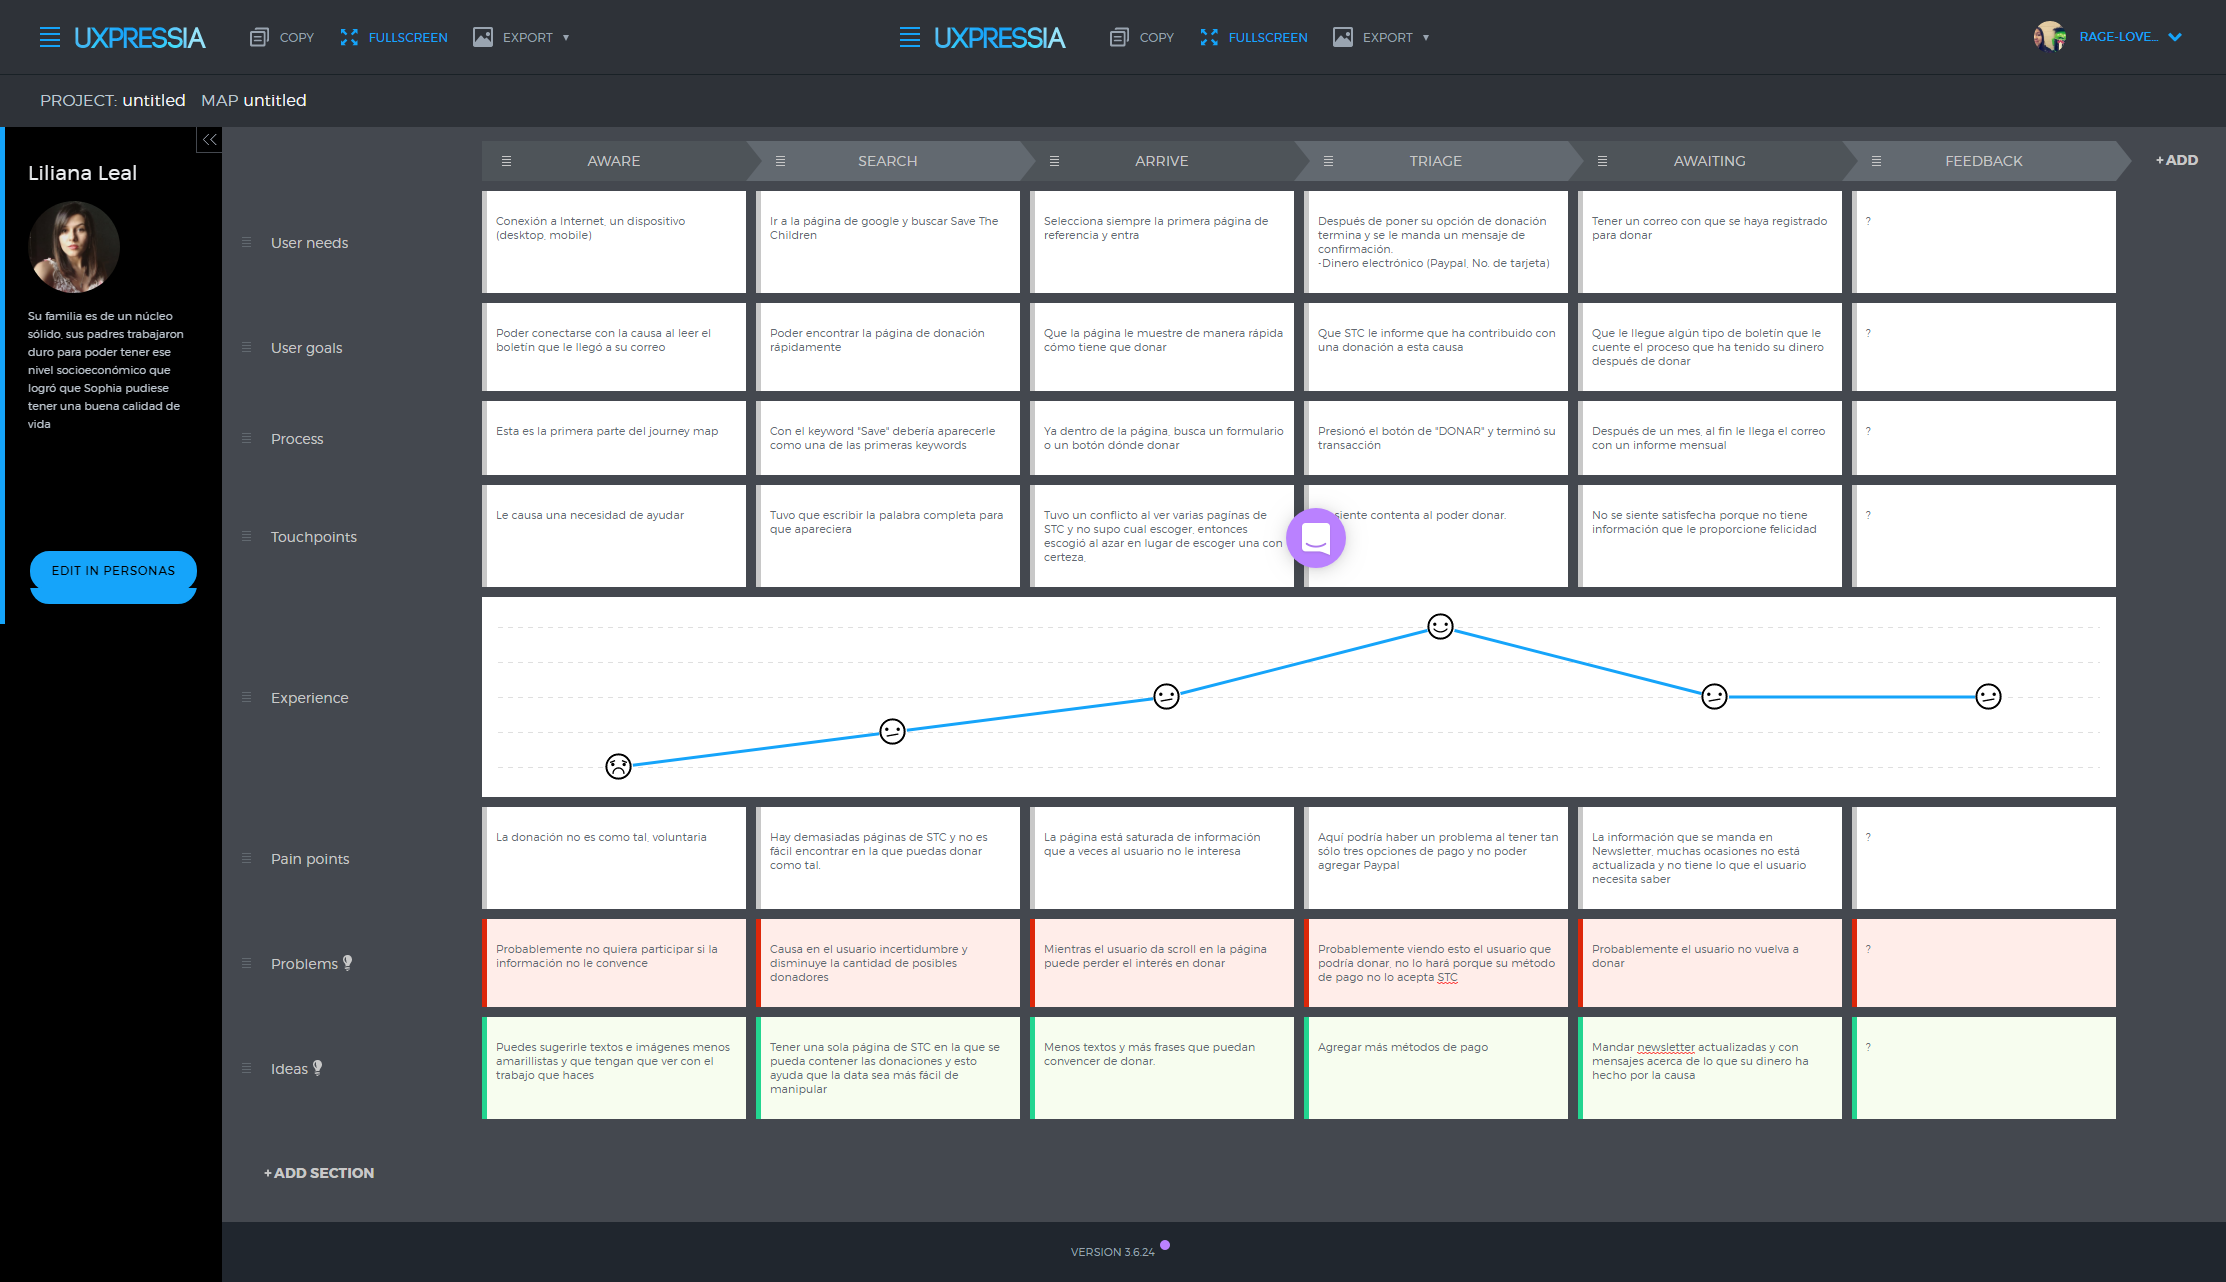 UXPRESSIA COPY FULLSCREEN EXPORT UXPRESSIA COPY FULLSCREEN EXPORT RAGE-LOVE...
PROJECT: untitled MAP untitled
Liliana Leal
Su familia es de un núcleo
sólido, sus padres trabajaron
duro para poder tener ese
nivel socioeconómico que
logró que Sophia pudiese
tener una buena calidad de
vida
EDIT IN PERSONAS
AWARE SEARCH ARRIVE TRIAGE AWAITING FEEDBACK +ADD
User needs
Conexión a Internet, un dispositivo
(desktop, mobile)
Ir a la página de google y buscar Save The
Children
Selecciona siempre la primera página de
referencia y entra
Después de poner su opción de donación
termina y se le manda un mensaje de
confirmación.
-Dinero electrónico (Paypal, No. de tarjeta)
Tener un correo con que se haya registrado
para donar
?
User goals
Poder conectarse con la causa al leer el
boletín que le llegó a su correo
Poder encontrar la página de donación
rápidamente
Que la página le muestre de manera rápida
cómo tiene que donar
Que STC le informe que ha contribuido con
una donación a esta causa
Que le llegue algún tipo de boletín que le
cuente el proceso que ha tenido su dinero
después de donar
?
Process
Esta es la primera parte del journey map
Con el keyword "Save" debería aparecerle
como una de las primeras keywords
Ya dentro de la página, busca un formulario
o un botón dónde donar
Presionó el botón de "DONAR" y terminó su
transacción
Después de un mes, al fin le llega el correo
con un informe mensual
?
Touchpoints
Le causa una necesidad de ayudar
Tuvo que escribir la palabra completa para
que apareciera
Tuvo un conflicto al ver varias pagínas de
STC y no supo cual escoger, entonces
escogió al azar en lugar de escoger una con
certeza,
siente contenta al poder donar.
No se siente satisfecha porque no tiene
información que le proporcione felicidad
?
Experience
Pain points
La donación no es como tal, voluntaria
Hay demasiadas páginas de STC y no es
fácil encontrar en la que puedas donar
como tal.
La página está saturada de información
que a veces al usuario no le interesa
Aquí podría haber un problema al tener tan
sólo tres opciones de pago y no poder
agregar Paypal
La información que se manda en
Newsletter, muchas ocasiones no está
actualizada y no tiene lo que el usuario
necesita saber
?
Problems
Probablemente no quiera participar si la
información no le convence
Causa en el usuario incertidumbre y
disminuye la cantidad de posibles
donadores
Mientras el usuario da scroll en la página
puede perder el interés en donar
Probablemente viendo esto el usuario que
podría donar, no lo hará porque su método
de pago no lo acepta STC
Probablemente el usuario no vuelva a
donar
?
Ideas
Puedes sugerirle textos e imágenes menos
amarillistas y que tengan que ver con el
trabajo que haces
Tener una sola página de STC en la que se
pueda contener las donaciones y esto
ayuda que la data sea más fácil de
manipular
Menos textos y más frases que puedan
convencer de donar.
Agregar más métodos de pago
Mandar newsletter actualizadas y con
mensajes acerca de lo que su dinero ha
hecho por la causa
?
+ADD SECTION
VERSION 3.6.24